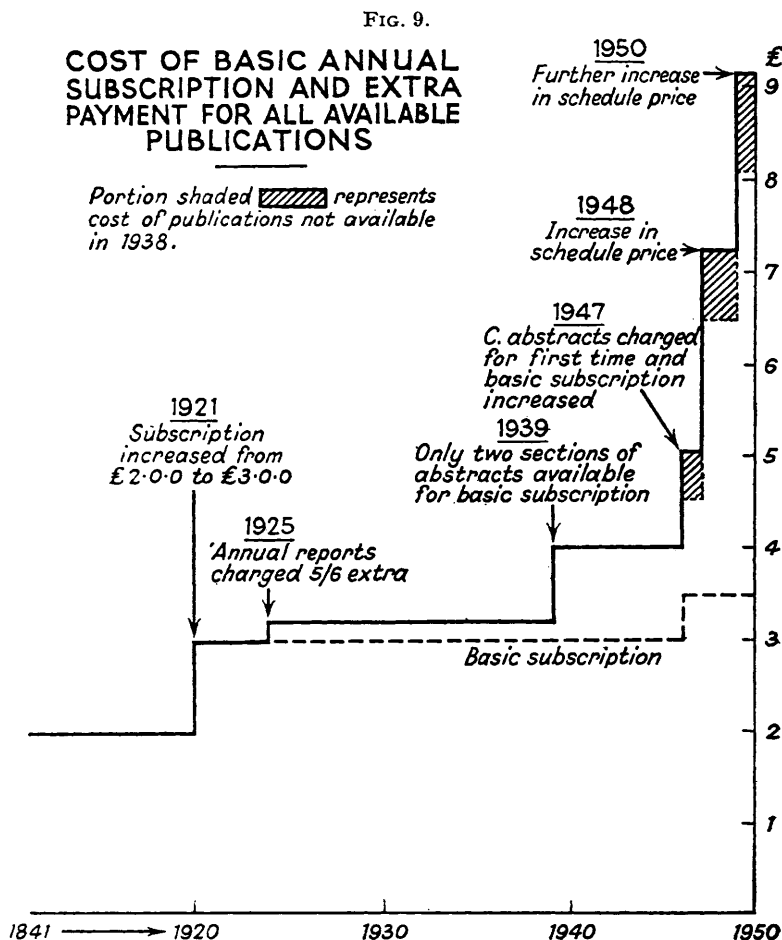 FIG. 9.
COST OF BASIC ANNUAL
SUBSCRIPTION AND EXTRA
PAYMENT FOR ALL AVAILABLE
PUBLICATIONS
Portion shaded represents
cost of publications not available
in 1938.
1950
Further increase
in schedule price
1948
Increase in
schedule price
1947
C. abstracts charged
for first time and
basic subscription
increased
1939
Only two sections of
abstracts available
for basic subscription
1921
Subscription
increased from
£2·0·0 to £3·0·0
1925
Annual reports
charged 5/6 extra
Basic subscription
£
9
8
7
6
5
4
3
2
1
1841 1920 1930 1940 1950